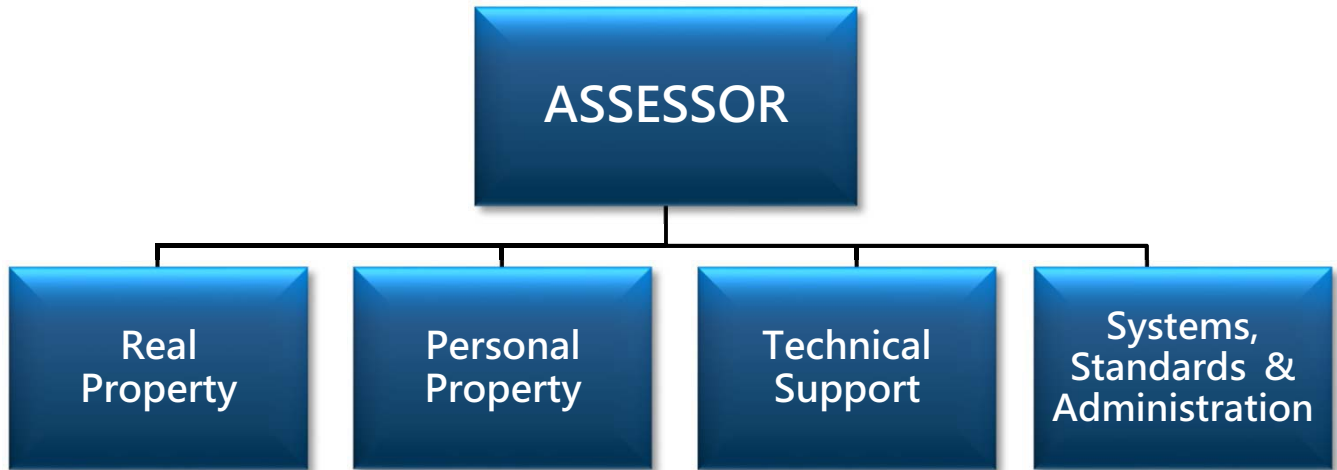 ASSESSOR
Real
Property
Personal
Property
Technical
Support
Systems,
Standards &
Administration